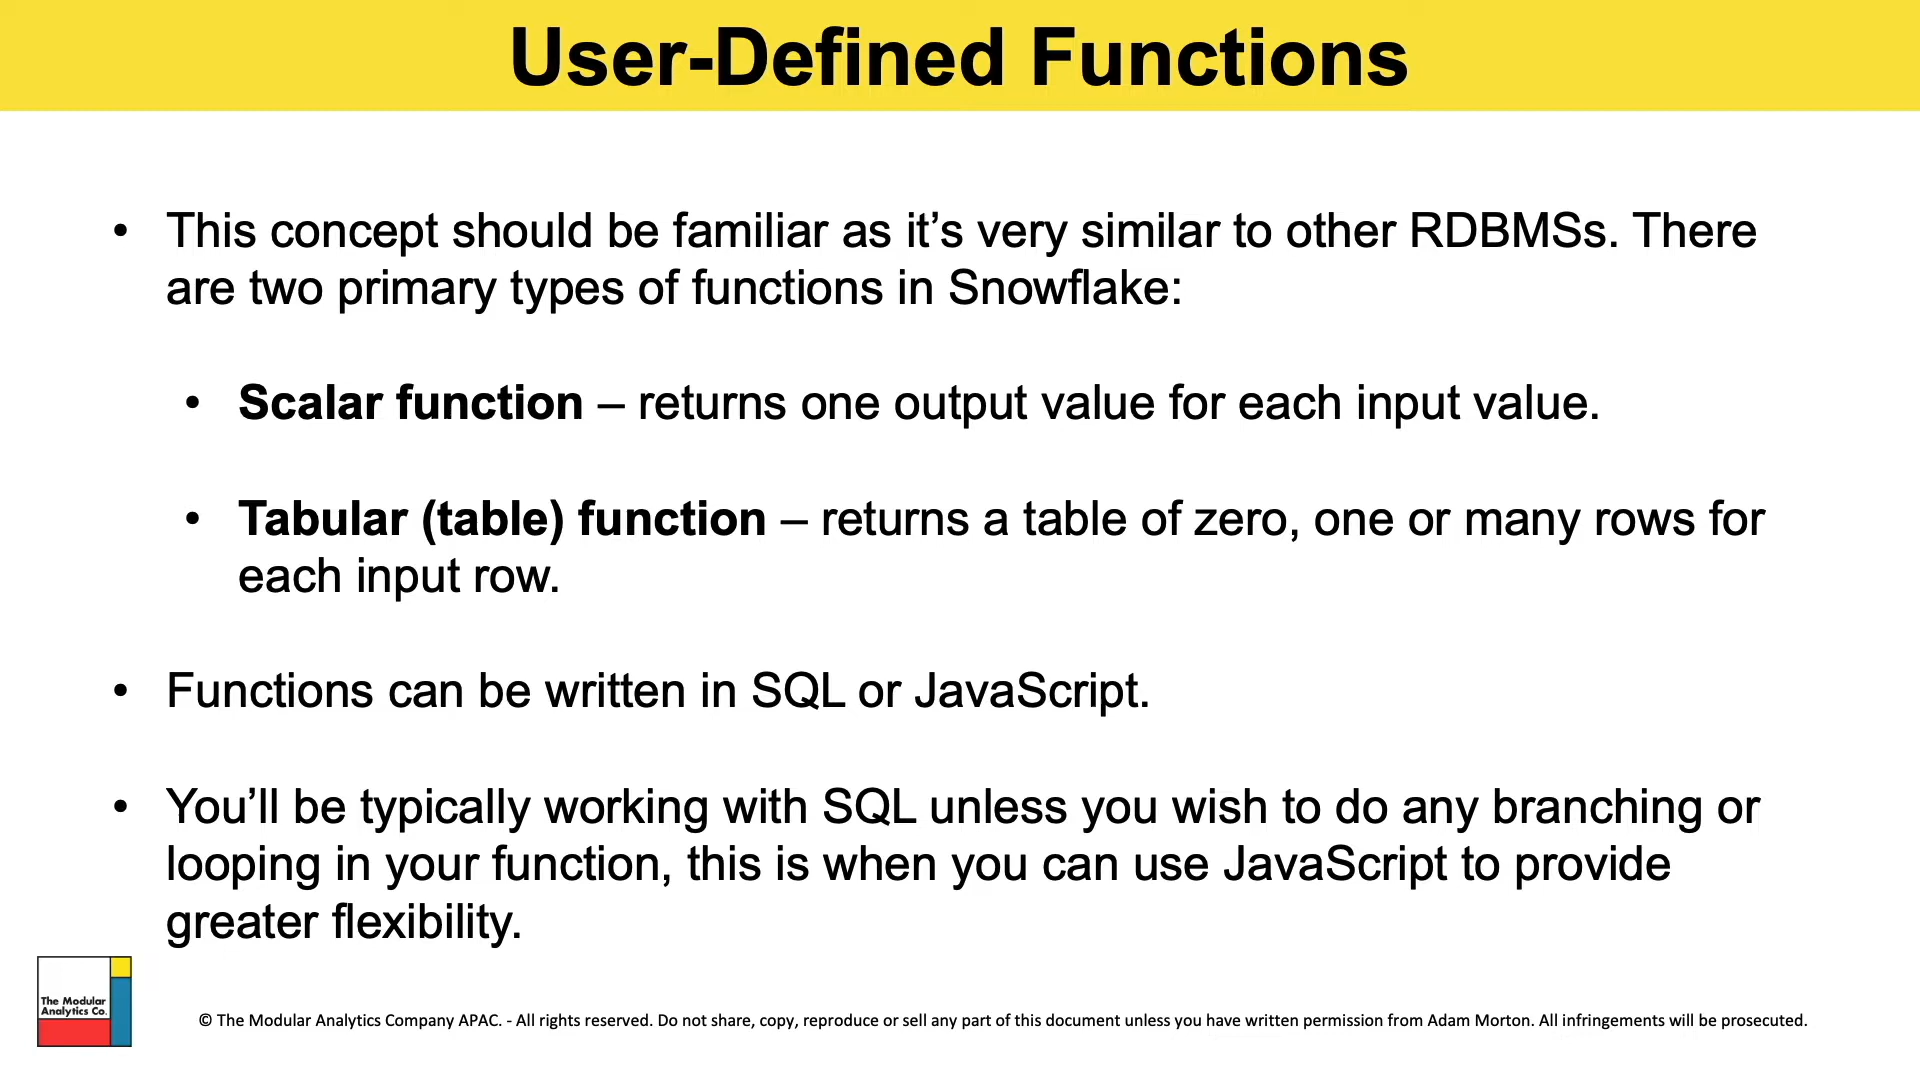 User-Defined Functions
• This concept should be familiar as it’s very similar to other RDBMSs. There
are two primary types of functions in Snowflake:
• Scalar function – returns one output value for each input value.
• Tabular (table) function – returns a table of zero, one or many rows for
each input row.
• Functions can be written in SQL or JavaScript.
• You’ll be typically working with SQL unless you wish to do any branching or
looping in your function, this is when you can use JavaScript to provide
greater flexibility.
The Modular
Analytics Co.
© The Modular Analytics Company APAC. - All rights reserved. Do not share, copy, reproduce or sell any part of this document unless you have written permission from Adam Morton. All infringements will be prosecuted.